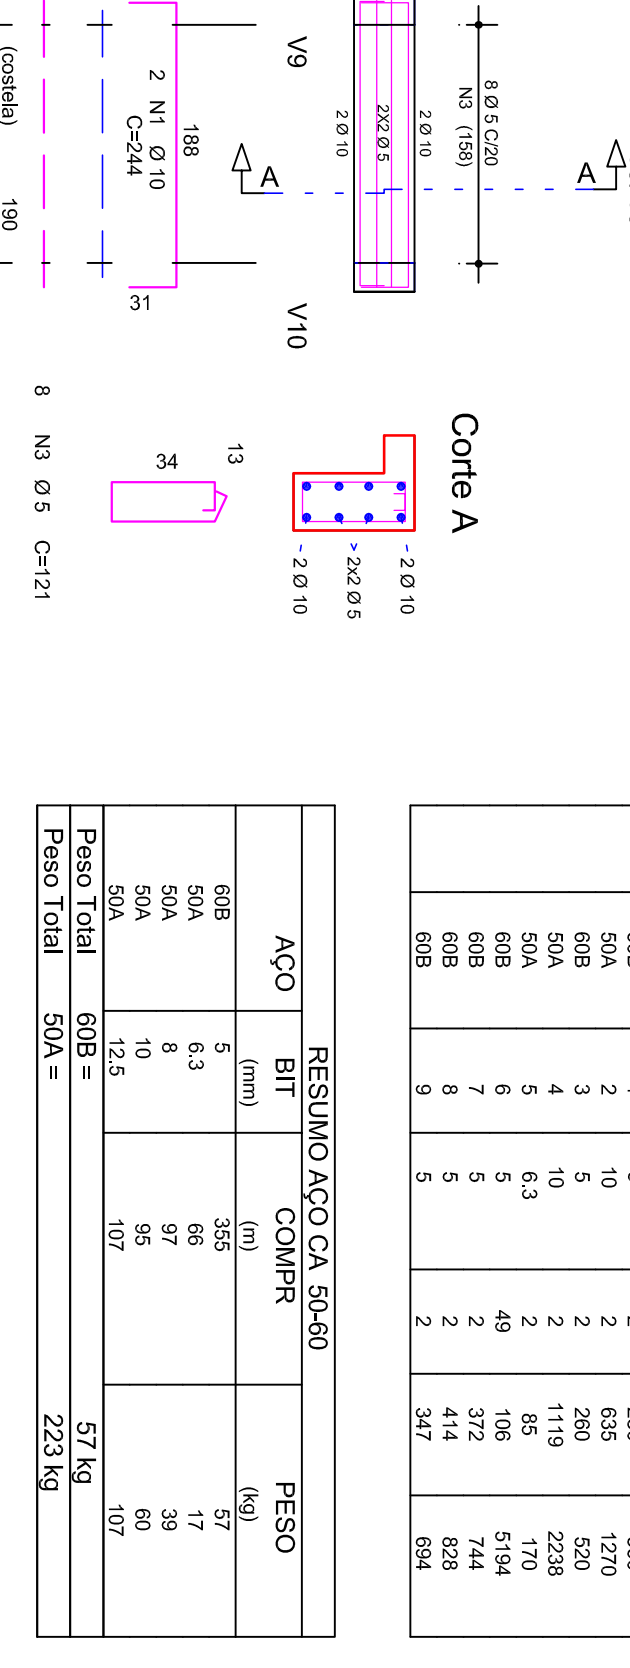 8 Ø 5 C/20
N3 (158)
A
A
2 Ø 10
2X2 Ø 5
2 Ø 10
V9
V10
188
2 N1 Ø 10
C=244
31
(costela) 190
Corte A
2 Ø 10
2x2 Ø 5
2 Ø 10
13
34
8 N3 Ø 5 C=121
50A 2 10 2 635 1270
60B 3 5 2 260 520
50A 4 10 2 1119 2238
50A 5 6.3 2 85 170
60B 6 5 49 106 5194
60B 7 5 2 372 744
60B 8 5 2 414 828
60B 9 5 2 347 694
RESUMO AÇO CA 50-60
AÇO BIT COMPR PESO
(mm) (m) (kg)
60B 5 355 57
50A 6.3 66 17
50A 8 97 39
50A 10 95 60
50A 12.5 107 107
Peso Total 60B = 57 kg
Peso Total 50A = 223 kg